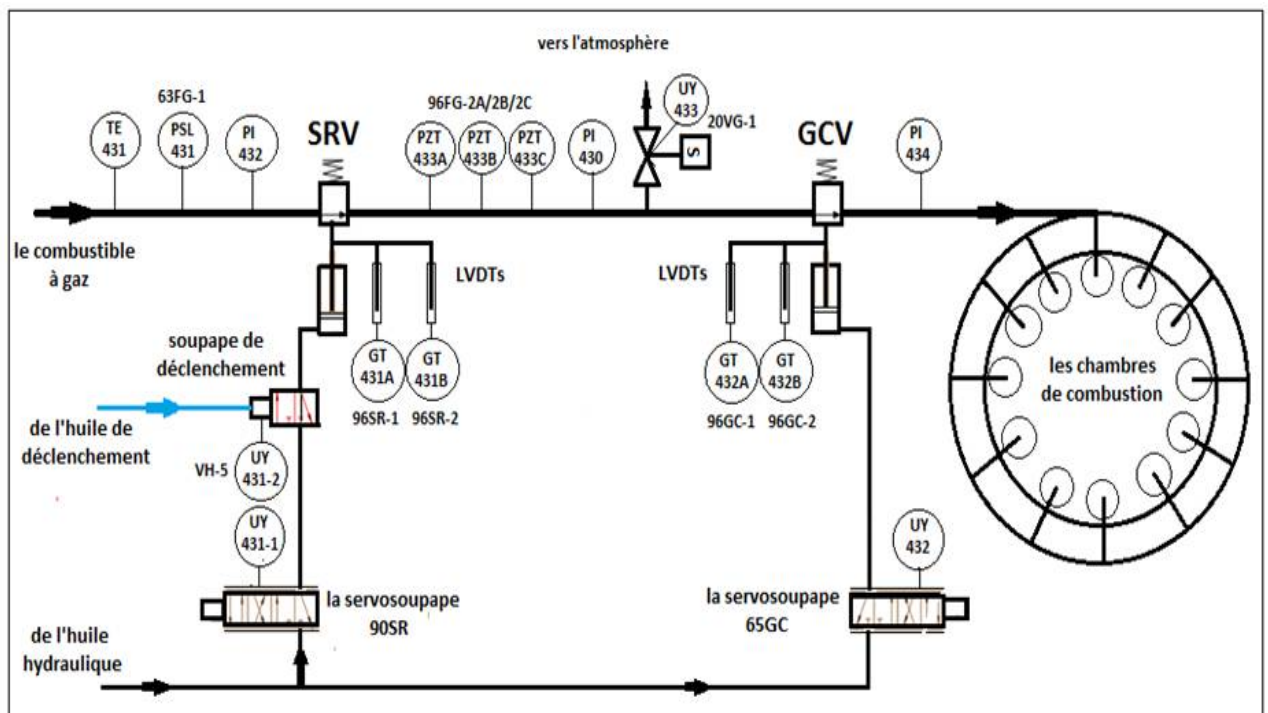 vers l'atmosphère
63FG-1
96FG-2A/2B/2C
TE
431
PSL
431
PI
432
SRV
PZT
433A
PZT
433B
PZT
433C
PI
430
UY
433
20VG-1
S
GCV
PI
434
le combustible
à gaz
LVDTs
LVDTs
GT
431A
GT
431B
96SR-1
96SR-2
GT
432A
GT
432B
96GC-1
96GC-2
les chambres
de combustion
soupape de
déclenchement
de l'huile de
déclenchement
VH-5
UY
431-2
UY
431-1
UY
432
la servosoupape
90SR
la servosoupape
65GC
de l'huile
hydraulique